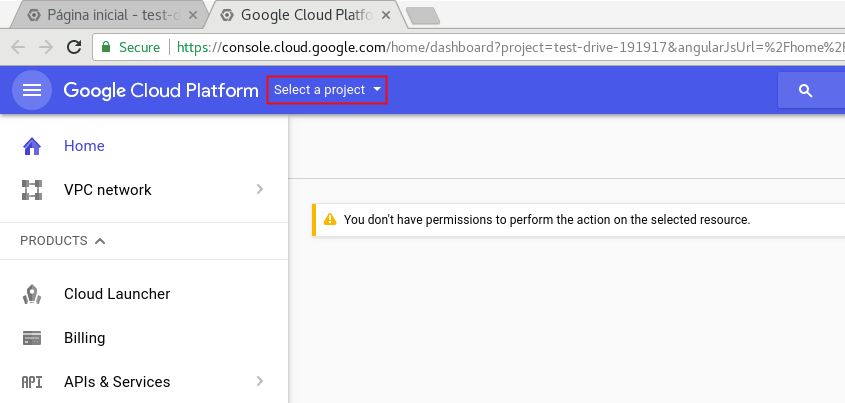 Página inicial - test-d
Google Cloud Platfo
Secure
https://console.cloud.google.com/home/dashboard?project=test-drive-191917&angularJsUrl=%2Fhome%2F
Google Cloud Platform
Select a project
Home
VPC network
PRODUCTS
Cloud Launcher
Billing
API APIs & Services
You don't have permissions to perform the action on the selected resource.